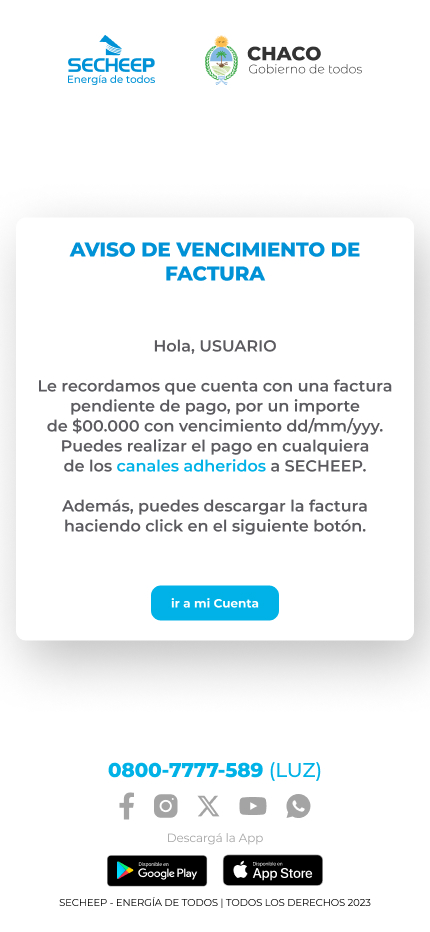 SECHEEP
Energía de todos
CHACO
Gobierno de todos
AVISO DE VENCIMIENTO DE
FACTURA
Hola, USUARIO
Le recordamos que cuenta con una factura
pendiente de pago, por un importe
de $00.000 con vencimiento dd/mm/yyy.
Puedes realizar el pago en cualquiera
de los canales adheridos a SECHEEP.
Además, puedes descargar la factura
haciendo click en el siguiente botón.
ir a mi Cuenta
0800-7777-589 (LUZ)
Descargá la App
Disponible en
Google Play
Disponible en
App Store
SECHEEP - ENERGÍA DE TODOS | TODOS LOS DERECHOS 2023